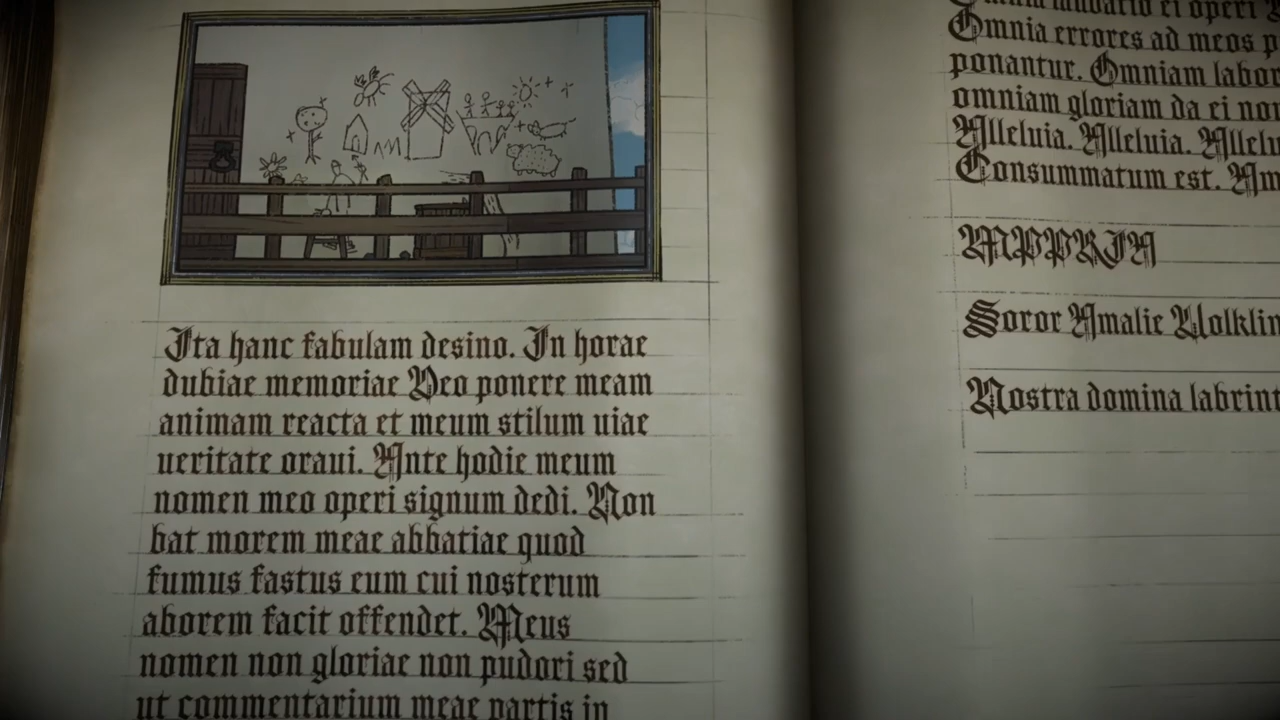 Ita hanc fabulam desino. In horae
dubiae memoriae Deo ponere meam
animam reacta et meum stilum uiae
ueritate oraui. Ante hodie meum
nomen meo operi signum dedi. Non
bat morem meae abbatiae quod
fumus fastus eum cui nosterum
aborem facit offendet. Meus
nomen non gloriae non pudori sed
ut commentarium meae partis in
Omnia errores ad meos p
ponantur. Omniam labor
omniam gloriam da ei no
Alleluia. Alleluia. Allelu
Consummatum est. Am
MPPRIA
Soror Amalie Uolklin
Nostra domina labrint